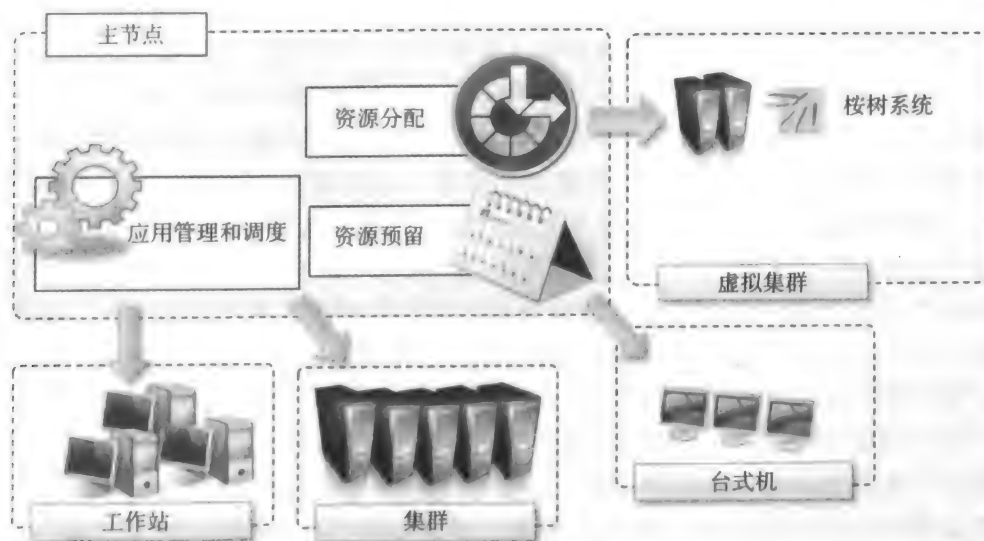 主节点
资源分配
桉树系统
应用管理和调度
资源预留
虚拟集群
工作站
集群
台式机